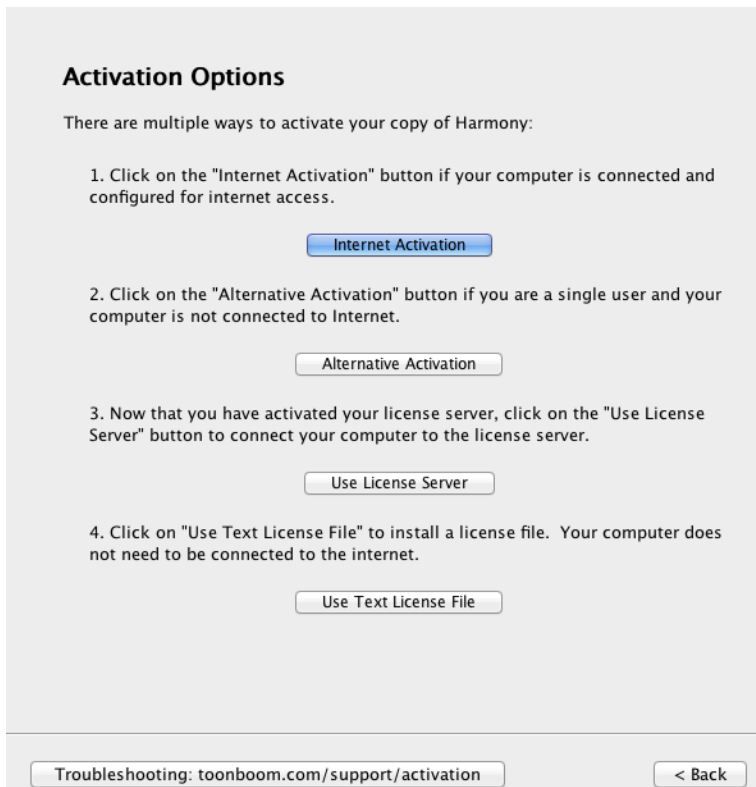 Activation Options
There are multiple ways to activate your copy of Harmony:
1. Click on the "Internet Activation" button if your computer is connected and
configured for internet access.
Internet Activation
2. Click on the "Alternative Activation" button if you are a single user and your
computer is not connected to Internet.
Alternative Activation
3. Now that you have activated your license server, click on the "Use License
Server" button to connect your computer to the license server.
Use License Server
4. Click on "Use Text License File" to install a license file.  Your computer does
not need to be connected to the internet.
Use Text License File
Troubleshooting: toonboom.com/support/activation
< Back